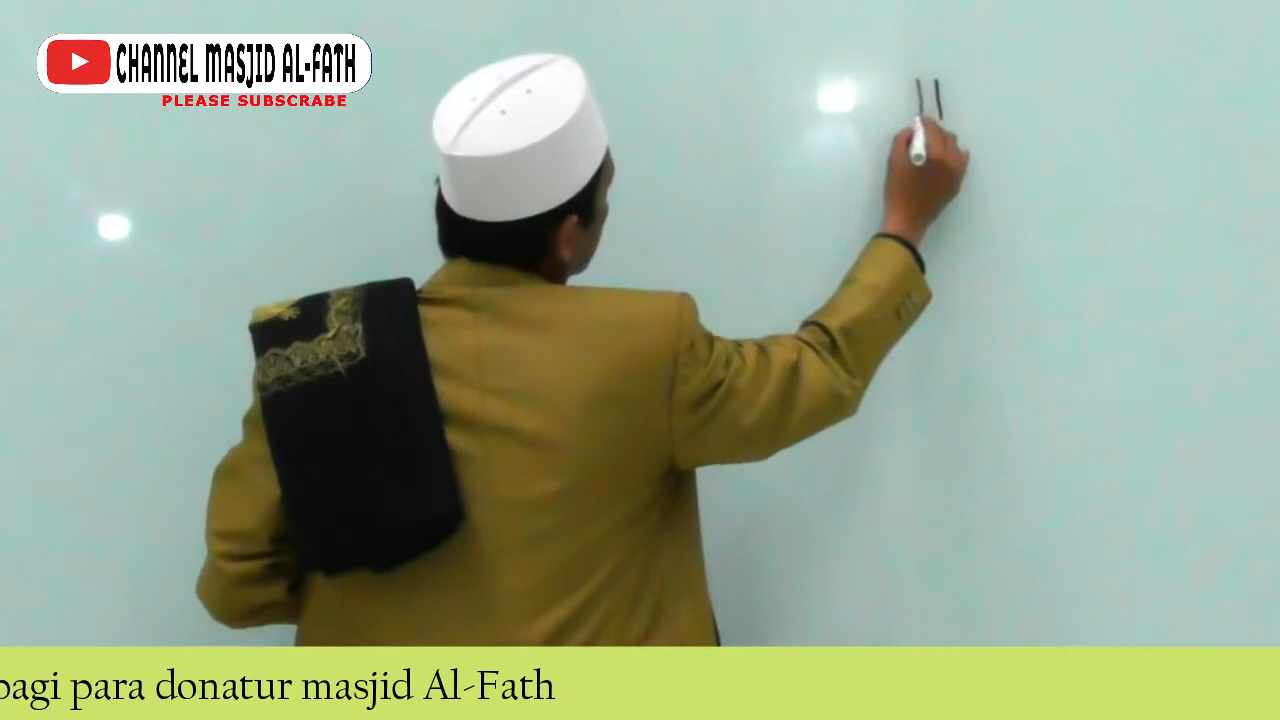 CHANNEL MASJID AL-FATH
PLEASE SUBSCRABE
bagi para donatur masjid Al-Fath